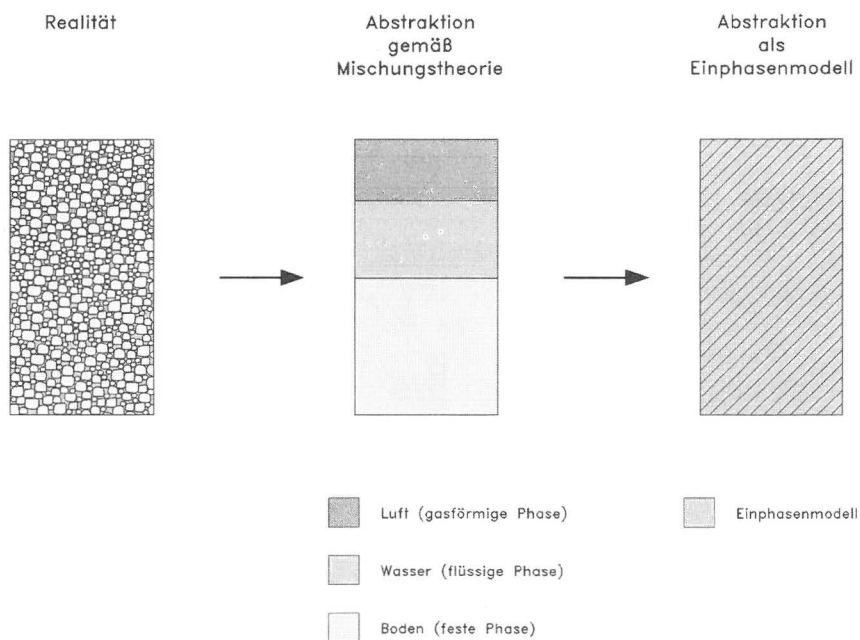 Realität
Abstraktion
gemäß
Mischungstheorie
Abstraktion
als
Einphasenmodell
Luft (gasförmige Phase)
Einphasenmodell
Wasser (flüssige Phase)
Boden (feste Phase)